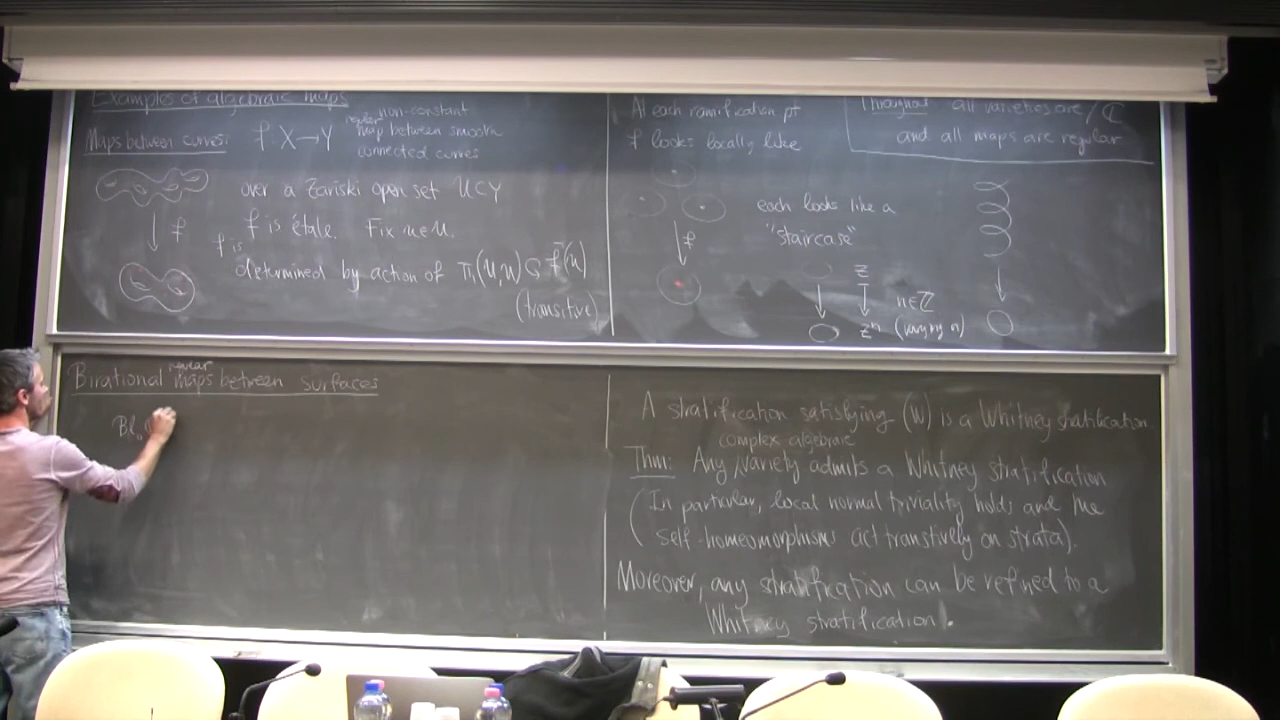 Examples of algebraic maps
Maps between curves: f: X→Y regular non-constant
map between smooth
connected curves
over a Zariski open set U⊂Y
f
f is étale. Fix u∈U.
f is
determined by action of π₁(U,u) ↻ f⁻¹(u)
(transitive)
At each ramification pt
f looks locally like
f
each looks like a
"staircase"
z
n∈ℤ
zⁿ (varying n)
Throughout all varieties are /ℂ
and all maps are regular
Birational regular maps between surfaces
Bl₀
A stratification satisfying (W) is a Whitney stratification.
complex algebraic
Thm: Any variety admits a Whitney stratification
(In particular, local normal triviality holds and the
self-homeomorphisms act transtively on strata).
Moreover, any stratification can be refined to a
Whitney stratification.